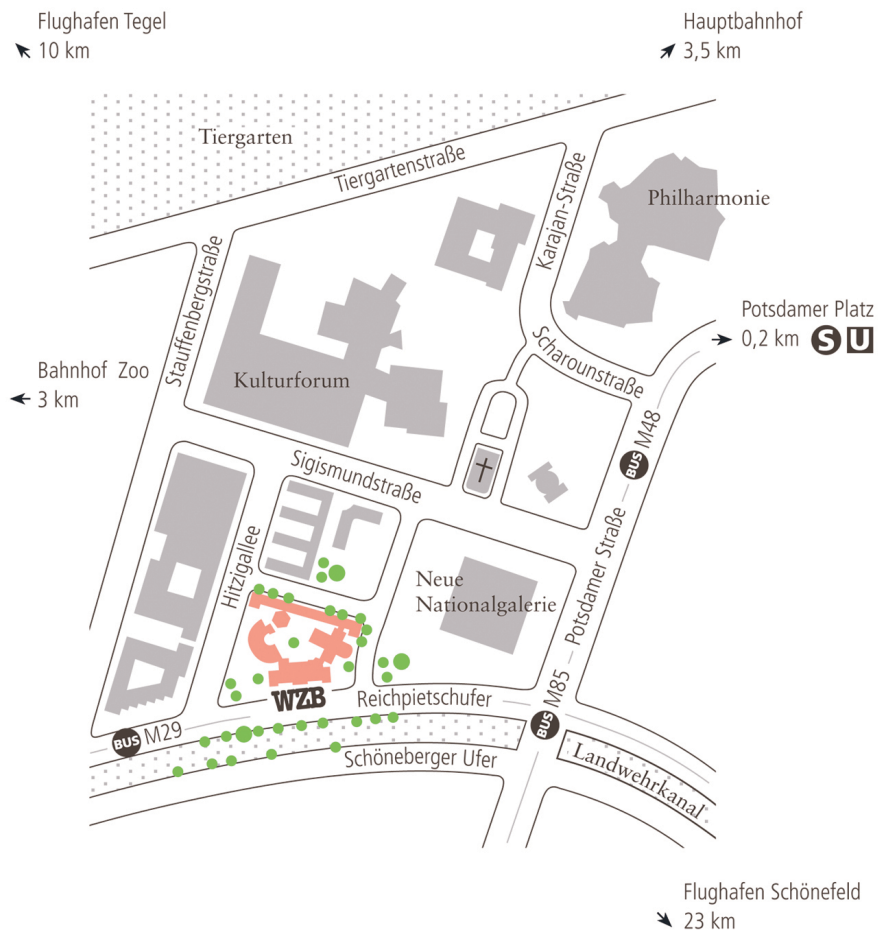 Flughafen Tegel
10 km
Hauptbahnhof
3,5 km
Tiergarten
Tiergartenstraße
Karajan-Straße
Philharmonie
Stauffenbergstraße
Potsdamer Platz
0,2 km S U
Scharounstraße
Bahnhof Zoo
3 km
Kulturforum
BUS M48
Sigismundstraße
Hitzigallee
Potsdamer Straße
Neue
Nationalgalerie
WZB
Reichpietschufer
BUS M85
BUS M29
Schöneberger Ufer
Landwehrkanal
Flughafen Schönefeld
23 km